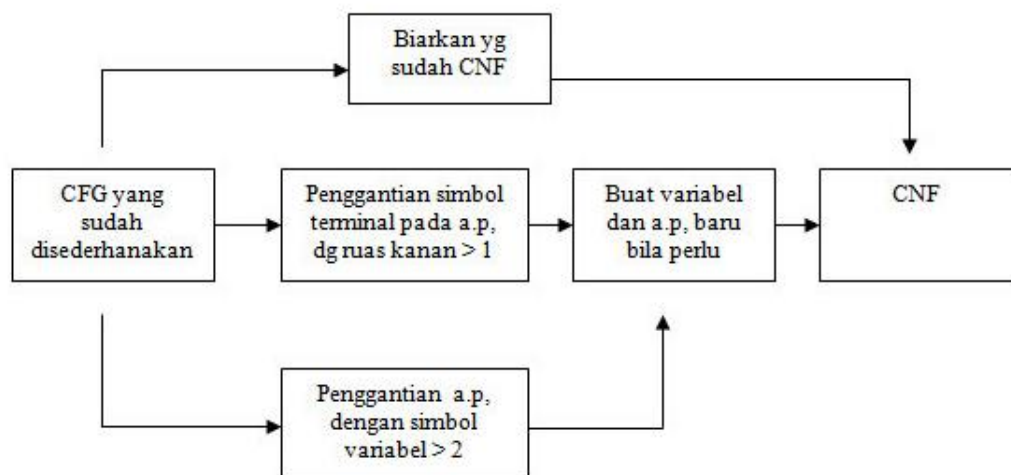 Biarkan yg
sudah CNF
CFG yang
sudah
disederhanakan
Penggantian simbol
terminal pada a.p,
dg ruas kanan > 1
Buat variabel
dan a.p, baru
bila perlu
CNF
Penggantian a.p,
dengan simbol
variabel > 2